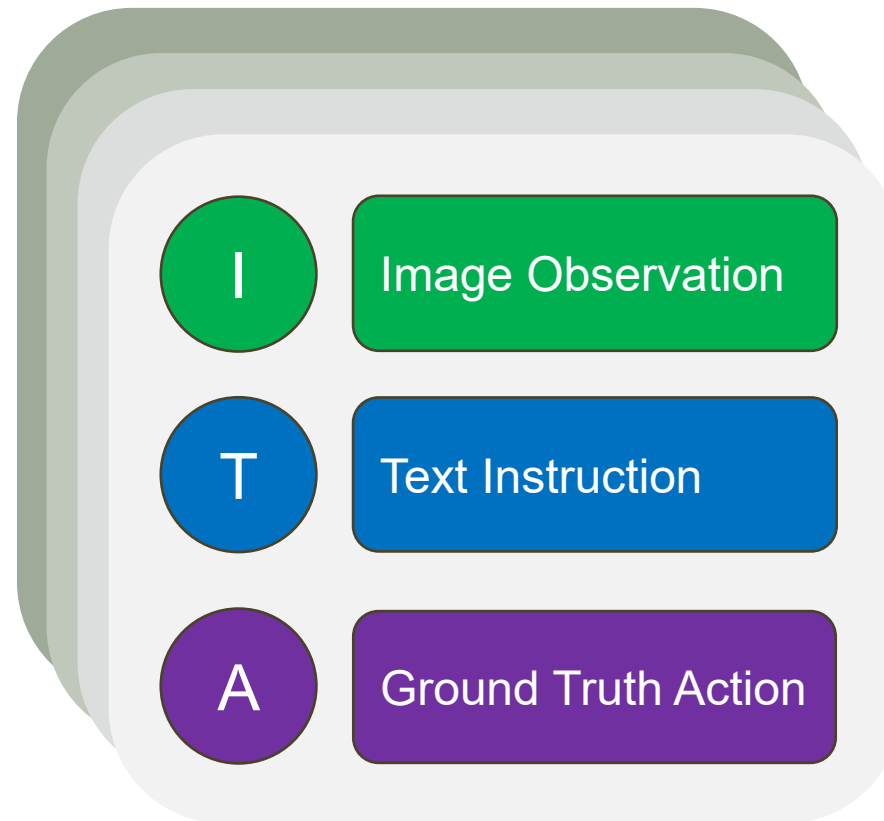 I
Image Observation
T
Text Instruction
A
Ground Truth Action